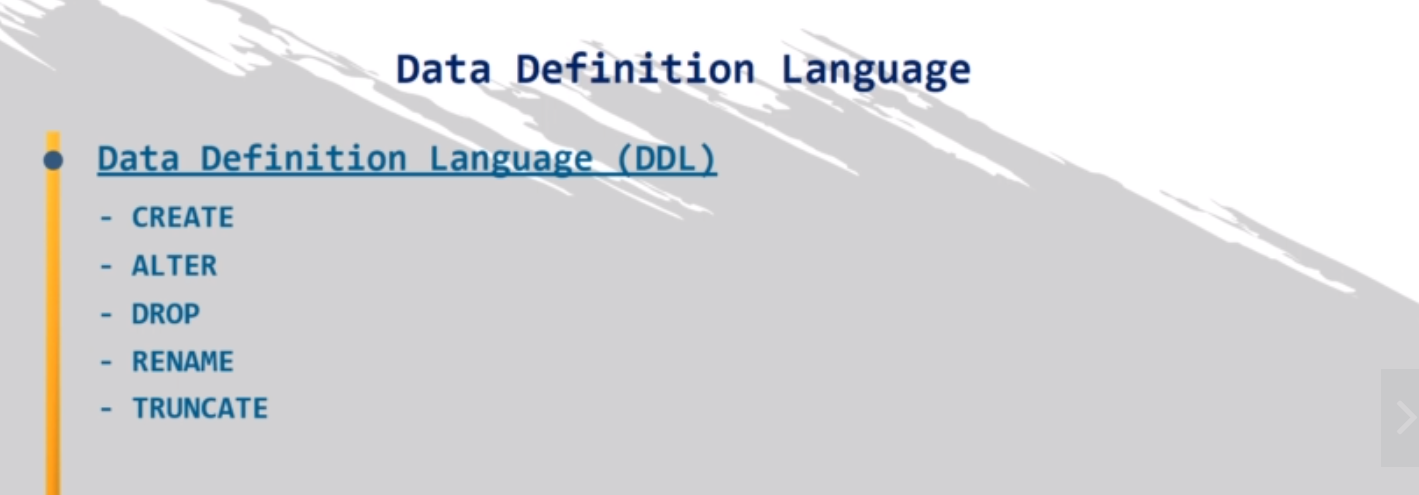 Data Definition Language
Data Definition Language (DDL)
- CREATE
- ALTER
- DROP
- RENAME
- TRUNCATE